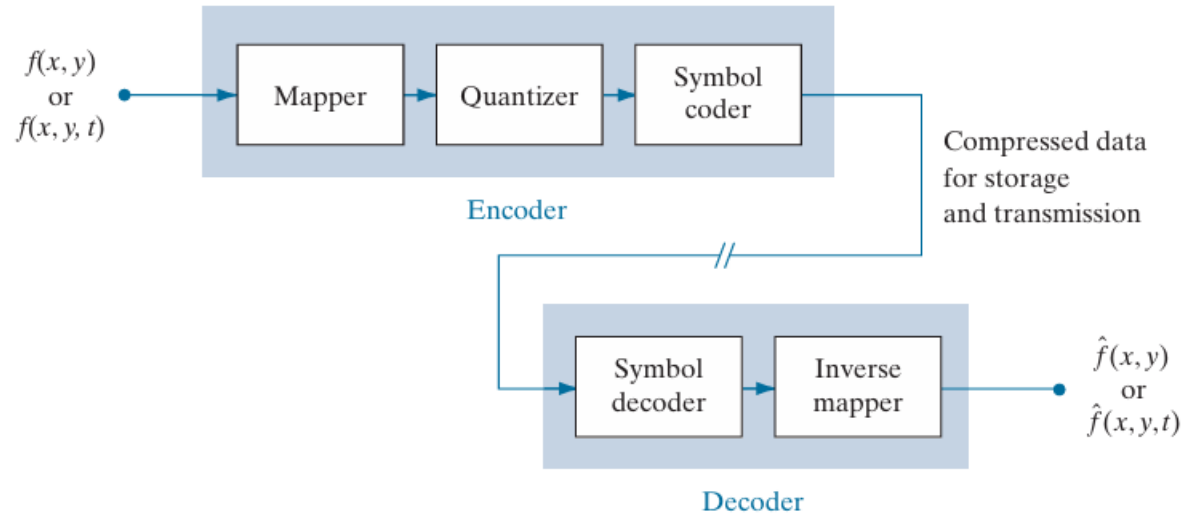 f(x, y)
or
f(x, y, t)
Mapper
Quantizer
Symbol
coder
Encoder
Compressed data
for storage
and transmission
Symbol
decoder
Inverse
mapper
Decoder
f̂(x, y)
or
f̂(x,y,t)